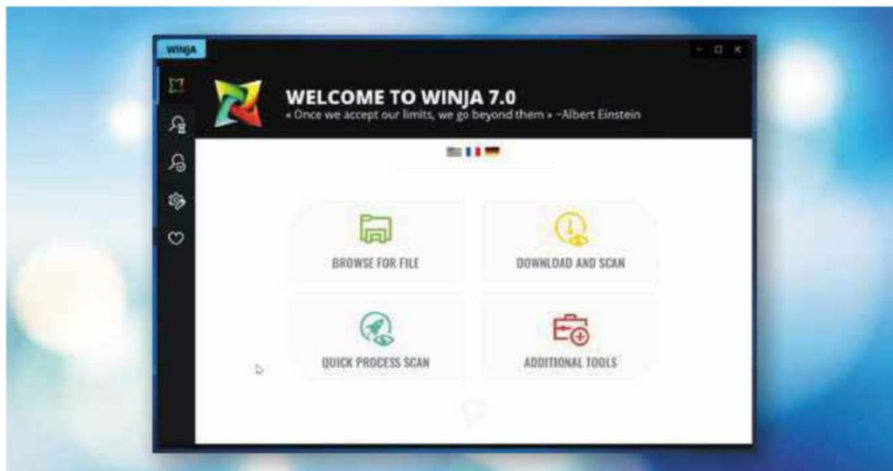 WINJA
WELCOME TO WINJA 7.0
« Once we accept our limits, we go beyond them » ~Albert Einstein
BROWSE FOR FILE
DOWNLOAD AND SCAN
QUICK PROCESS SCAN
ADDITIONAL TOOLS